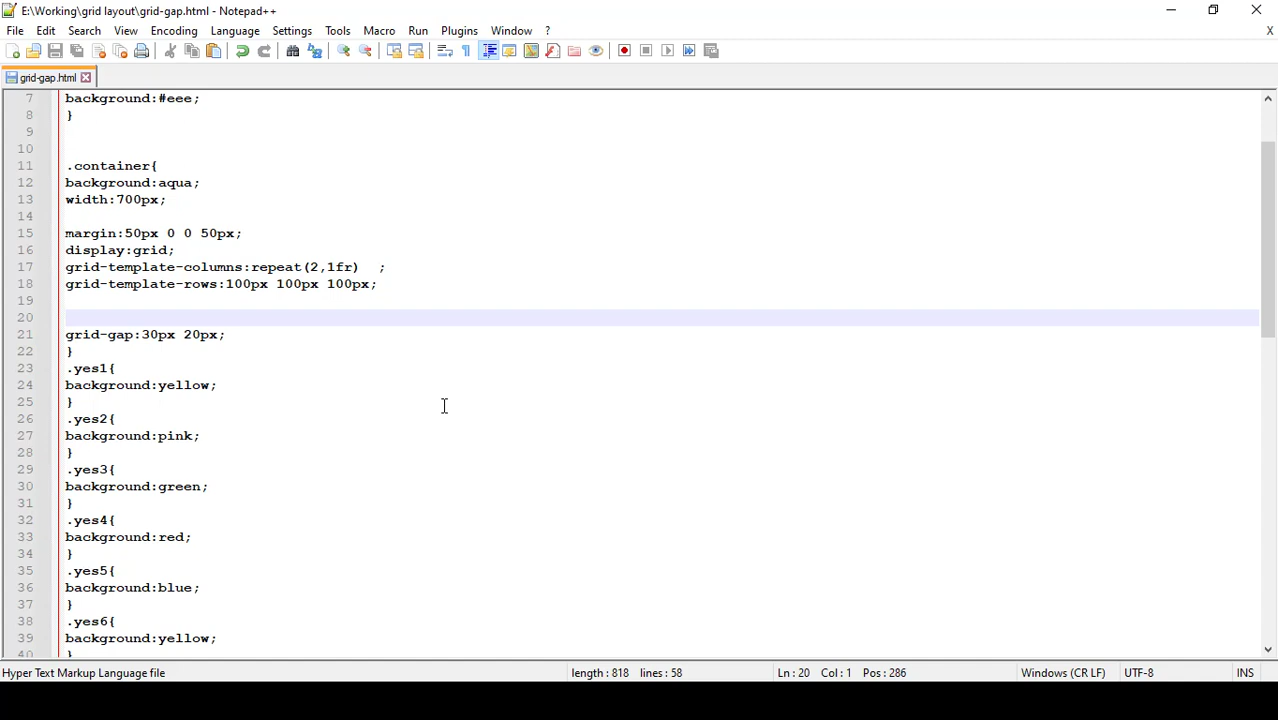 E:\Working\grid layout\grid-gap.html - Notepad++
File Edit Search View Encoding Language Settings Tools Macro Run Plugins Window ? X
grid-gap.html
7 background:#eee;
8 }
9
10
11 .container{
12 background:aqua;
13 width:700px;
14
15 margin:50px 0 0 50px;
16 display:grid;
17 grid-template-columns:repeat(2,1fr)  ;
18 grid-template-rows:100px 100px 100px;
19
20
21 grid-gap:30px 20px;
22 }
23 .yes1{
24 background:yellow;
25 }
26 .yes2{
27 background:pink;
28 }
29 .yes3{
30 background:green;
31 }
32 .yes4{
33 background:red;
34 }
35 .yes5{
36 background:blue;
37 }
38 .yes6{
39 background:yellow;
40 }
Hyper Text Markup Language file length : 818 lines : 58 Ln : 20 Col : 1 Pos : 286 Windows (CR LF) UTF-8 INS